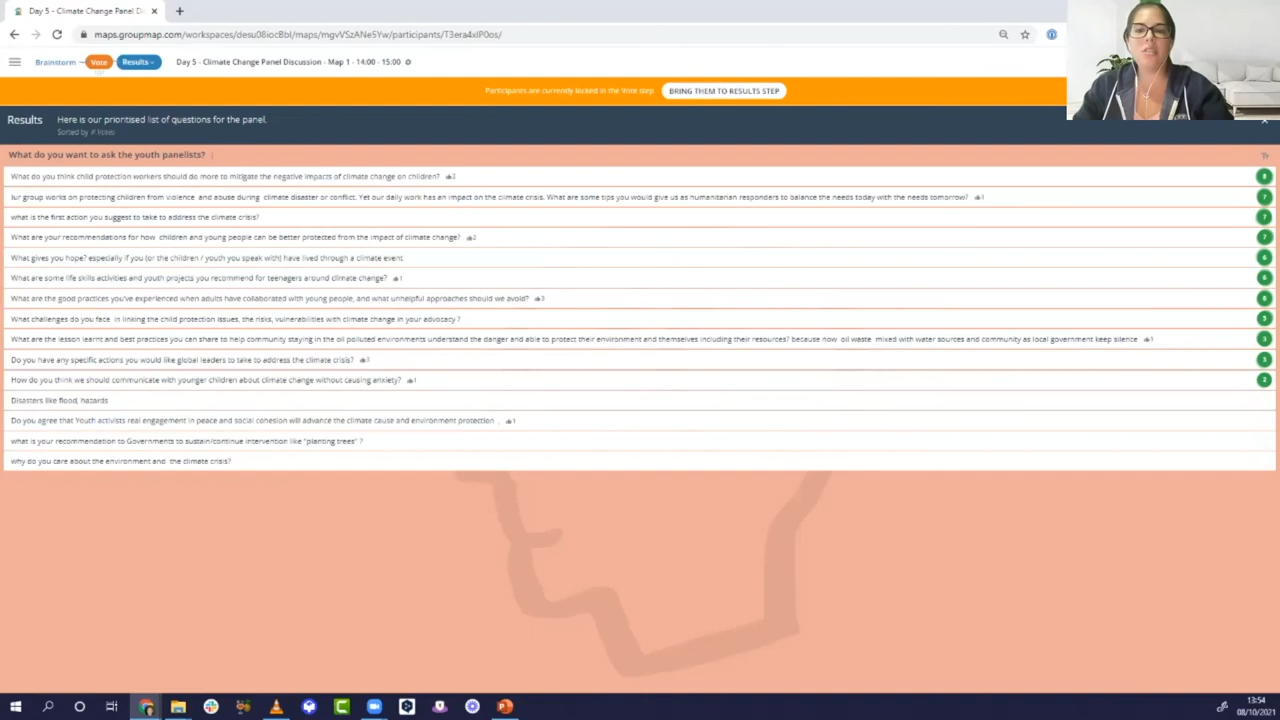 Day 5 - Climate Change Panel Di
maps.groupmap.com/workspaces/desu08iocBbl/maps/mgvVSzANe5Yw/participants/T3era4xIP0os/
Brainstorm Vote Results Day 5 - Climate Change Panel Discussion - Map 1 - 14:00 - 15:00
Participants are currently locked in the Vote step BRING THEM TO RESULTS STEP
Results Here is our prioritised list of questions for the panel.
Sorted by # Votes
What do you want to ask the youth panelists?
What do you think child protection workers should do more to mitigate the negative impacts of climate change on children? 2 8
Iur group works on protecting children from violence and abuse during climate disaster or conflict. Yet our daily work has an impact on the climate crisis. What are some tips you would give us as humanitarian responders to balance the needs today with the needs tomorrow? 1 7
what is the first action you suggest to take to address the climate crisis? 7
What are your recommendations for how children and young people can be better protected from the impact of climate change? 2 7
What gives you hope? especially if you (or the children / youth you speak with) have lived through a climate event 6
What are some life skills activities and youth projects you recommend for teenagers around climate change? 1 6
What are the good practices you've experienced when adults have collaborated with young people, and what unhelpful approaches should we avoid? 3 6
What challenges do you face in linking the child protection issues, the risks, vulnerabilities with climate change in your advocacy ? 5
What are the lesson learnt and best practices you can share to help community staying in the oil polluted environments understand the danger and able to protect their environment and themselves including their resources? because now oil waste mixed with water sources and community as local government keep silence 1 3
Do you have any specific actions you would like global leaders to take to address the climate crisis? 3 3
How do you think we should communicate with younger children about climate change without causing anxiety? 1 2
Disasters like flood, hazards
Do you agree that Youth activists real engagement in peace and social cohesion will advance the climate cause and environment protection . 1
what is your recommendation to Governments to sustain/continue intervention like "planting trees" ?
why do you care about the environment and the climate crisis?
13:54
08/10/2021